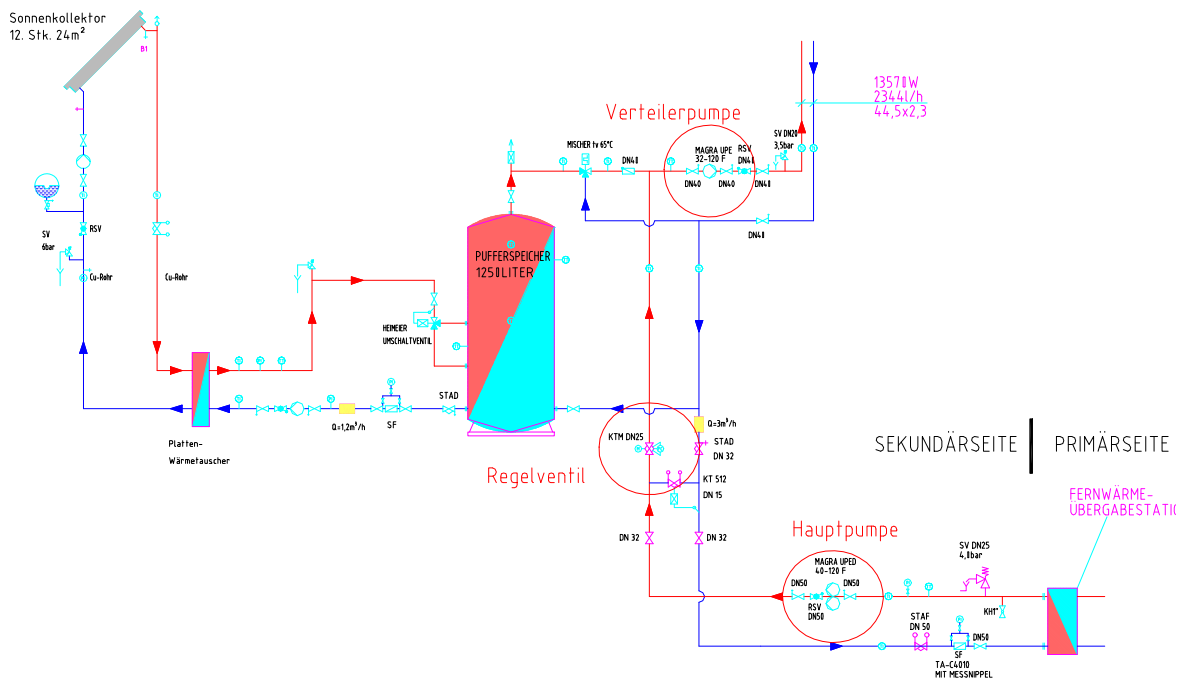 Sonnenkollektor
12. Stk. 24m²
B1
SV
6bar
RSV
Cu-Rohr
Cu-Rohr
Platten-
Wärmetauscher
Q=1,2m³/h
SF
STAD
HEIMEIER
UMSCHALTVENTIL
PUFFERSPEICHER
1250LITER
MISCHER tv 65°C
DN40
Verteilerpumpe
MAGRA UPE
32-120 F
RSV
DN40
DN40
DN40
DN40
SV DN20
3,5bar
DN40
13570W
2344l/h
44,5x2,3
KTM DN25
Regelventil
Q=3m³/h
STAD
DN 32
KT 512
DN 15
DN 32
DN 32
SEKUNDÄRSEITE
PRIMÄRSEITE
FERNWÄRME-
ÜBERGABESTATIO
Hauptpumpe
MAGRA UPED
40-120 F
DN50
DN50
RSV
DN50
SV DN25
4,0bar
KH1"
STAF
DN 50
SF
TA-C4010
MIT MESSNIPPEL
DN50